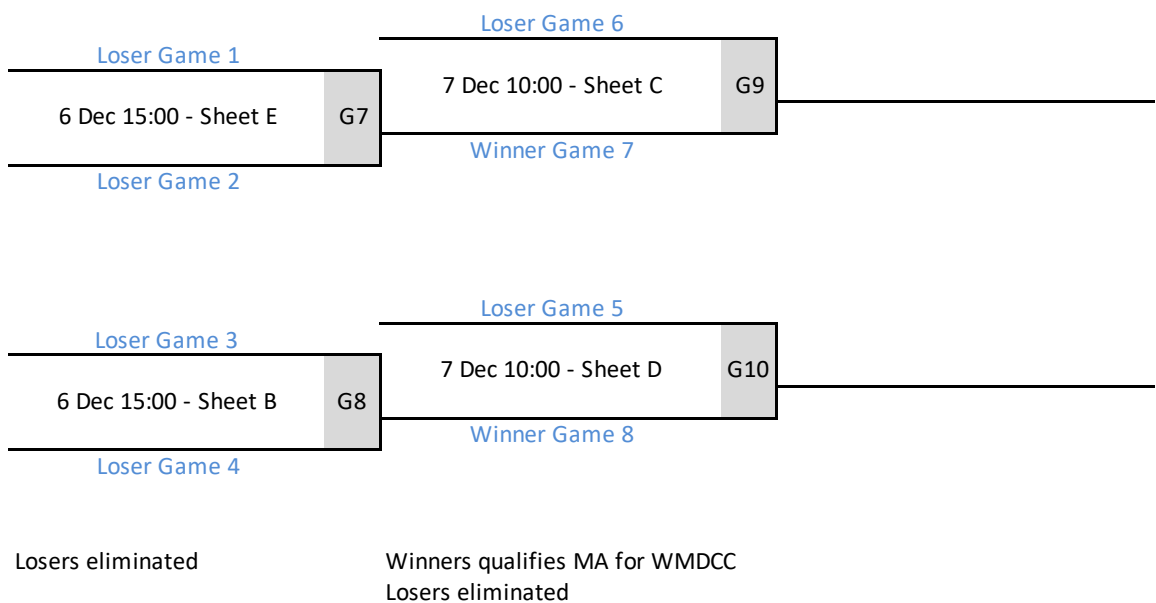 Loser Game 6
Loser Game 1
7 Dec 10:00 - Sheet C G9
6 Dec 15:00 - Sheet E G7
Winner Game 7
Loser Game 2
Loser Game 5
Loser Game 3
7 Dec 10:00 - Sheet D G10
6 Dec 15:00 - Sheet B G8
Winner Game 8
Loser Game 4
Losers eliminated
Winners qualifies MA for WMDCC
Losers eliminated